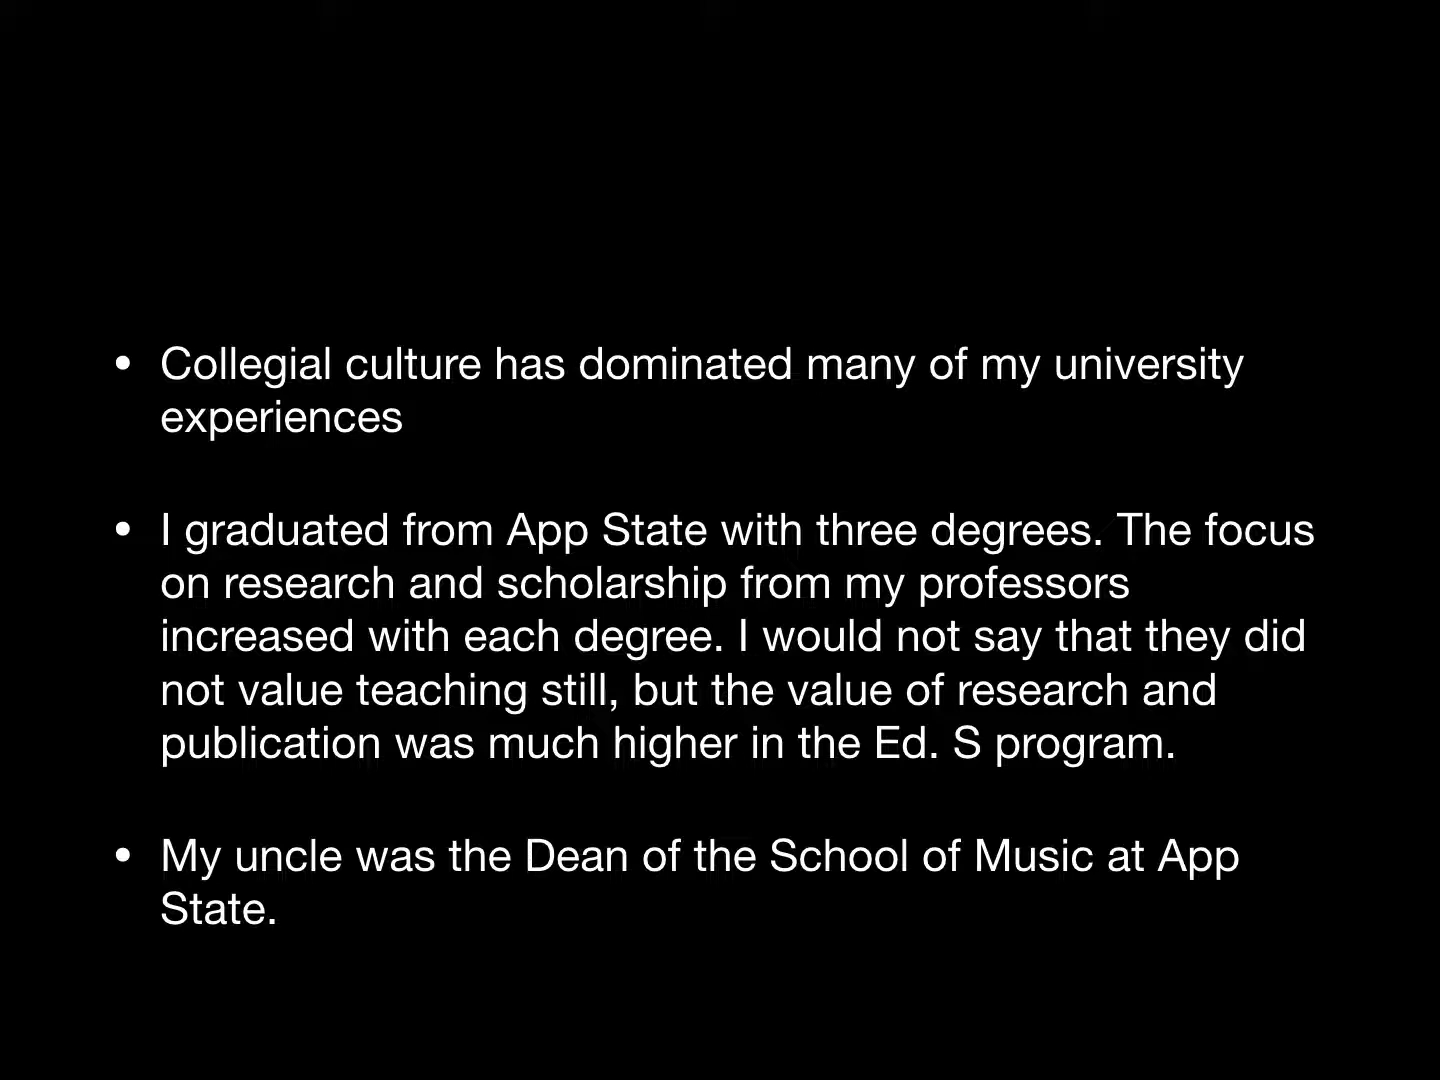 • Collegial culture has dominated many of my university
experiences
• I graduated from App State with three degrees. The focus
on research and scholarship from my professors
increased with each degree. I would not say that they did
not value teaching still, but the value of research and
publication was much higher in the Ed. S program.
• My uncle was the Dean of the School of Music at App
State.